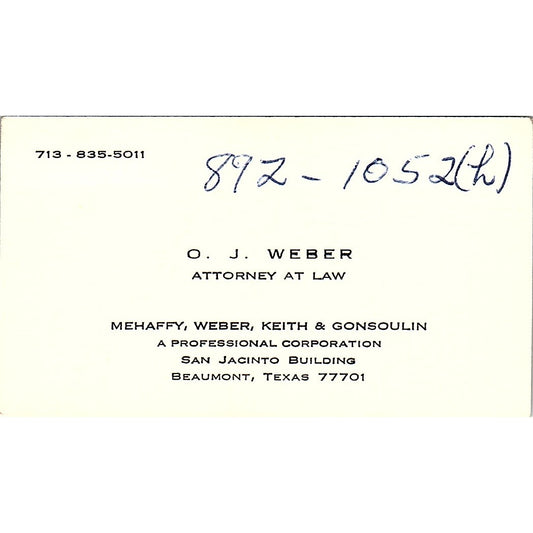 713 - 835-5011
892 - 1052(h)
O. J. WEBER
ATTORNEY AT LAW
MEHAFFY, WEBER, KEITH & GONSOULIN
A PROFESSIONAL CORPORATION
SAN JACINTO BUILDING
BEAUMONT, TEXAS 77701